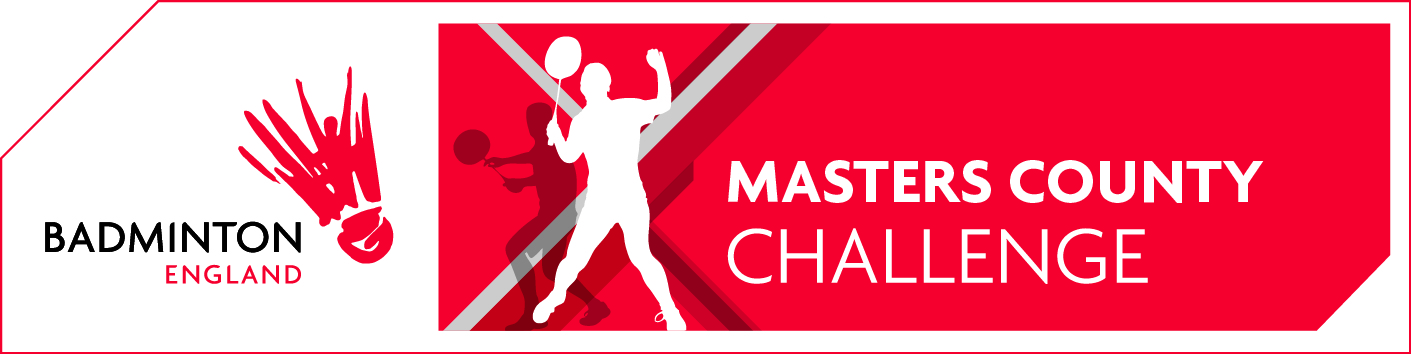 BADMINTON
ENGLAND
MASTERS COUNTY
CHALLENGE